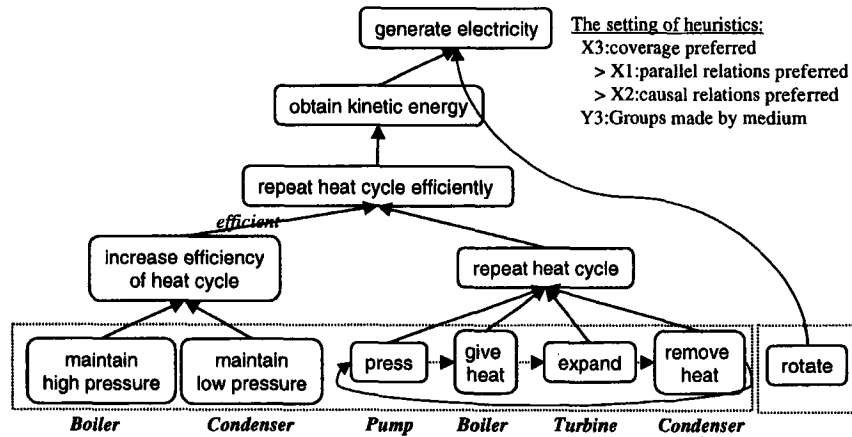 generate electricity
The setting of heuristics:
X3:coverage preferred
> X1:parallel relations preferred
> X2:causal relations preferred
Y3:Groups made by medium
obtain kinetic energy
repeat heat cycle efficiently
efficient
increase efficiency
of heat cycle
repeat heat cycle
maintain
high pressure
maintain
low pressure
press
give
heat
expand
remove
heat
rotate
Boiler
Condenser
Pump
Boiler
Turbine
Condenser